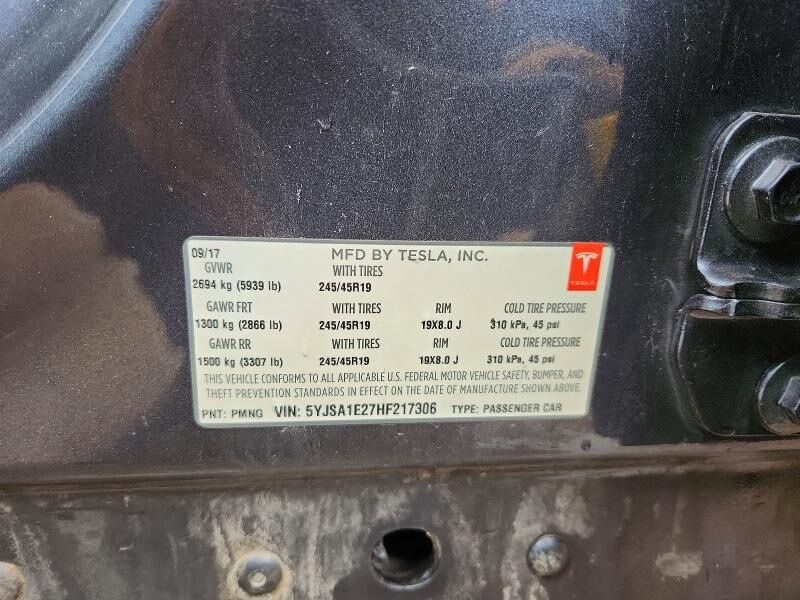 09/17 MFD BY TESLA, INC.
GVWR WITH TIRES
2694 kg (5939 lb) 245/45R19
TESLA
GAWR FRT WITH TIRES RIM COLD TIRE PRESSURE
1300 kg (2866 lb) 245/45R19 19X8.0 J 310 kPa, 45 psi
GAWR RR WITH TIRES RIM COLD TIRE PRESSURE
1500 kg (3307 lb) 245/45R19 19X8.0 J 310 kPa, 45 psi
THIS VEHICLE CONFORMS TO ALL APPLICABLE U.S. FEDERAL MOTOR VEHICLE SAFETY, BUMPER, AND
THEFT PREVENTION STANDARDS IN EFFECT ON THE DATE OF MANUFACTURE SHOWN ABOVE.
PNT: PMNG VIN: 5YJSA1E27HF217306 TYPE: PASSENGER CAR